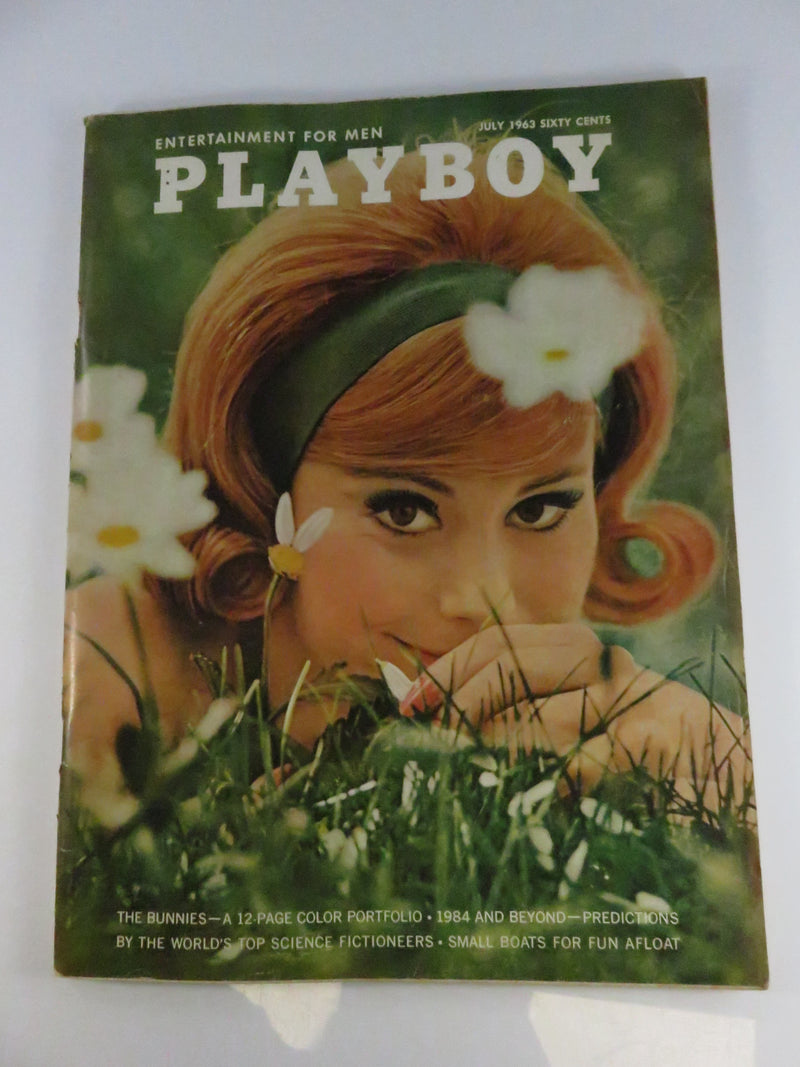 ENTERTAINMENT FOR MEN
JULY 1963 SIXTY CENTS
PLAYBOY
THE BUNNIES—A 12-PAGE COLOR PORTFOLIO • 1984 AND BEYOND—PREDICTIONS
BY THE WORLD'S TOP SCIENCE FICTIONEERS • SMALL BOATS FOR FUN AFLOAT